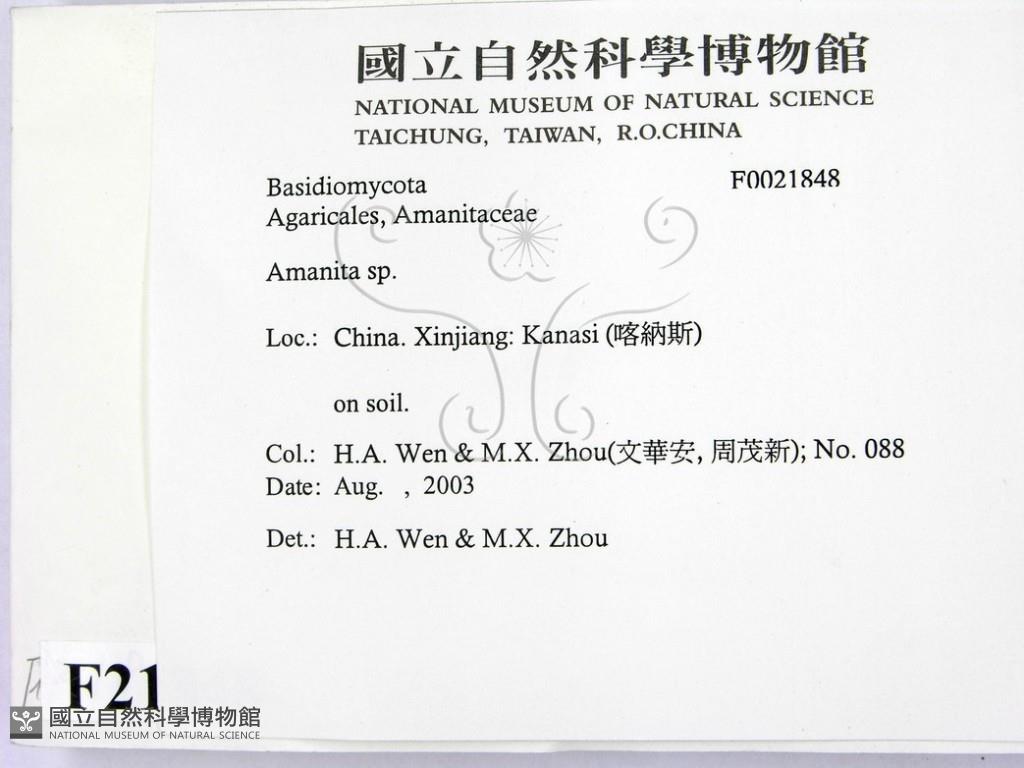 國立自然科學博物館
NATIONAL MUSEUM OF NATURAL SCIENCE
TAICHUNG, TAIWAN, R.O.CHINA
Basidiomycota F0021848
Agaricales, Amanitaceae
Amanita sp.
Loc.: China. Xinjiang: Kanasi (喀納斯)
on soil.
Col.: H.A. Wen & M.X. Zhou(文華安, 周茂新); No. 088
Date: Aug. , 2003
Det.: H.A. Wen & M.X. Zhou
F21
國立自然科學博物館
NATIONAL MUSEUM OF NATURAL SCIENCE